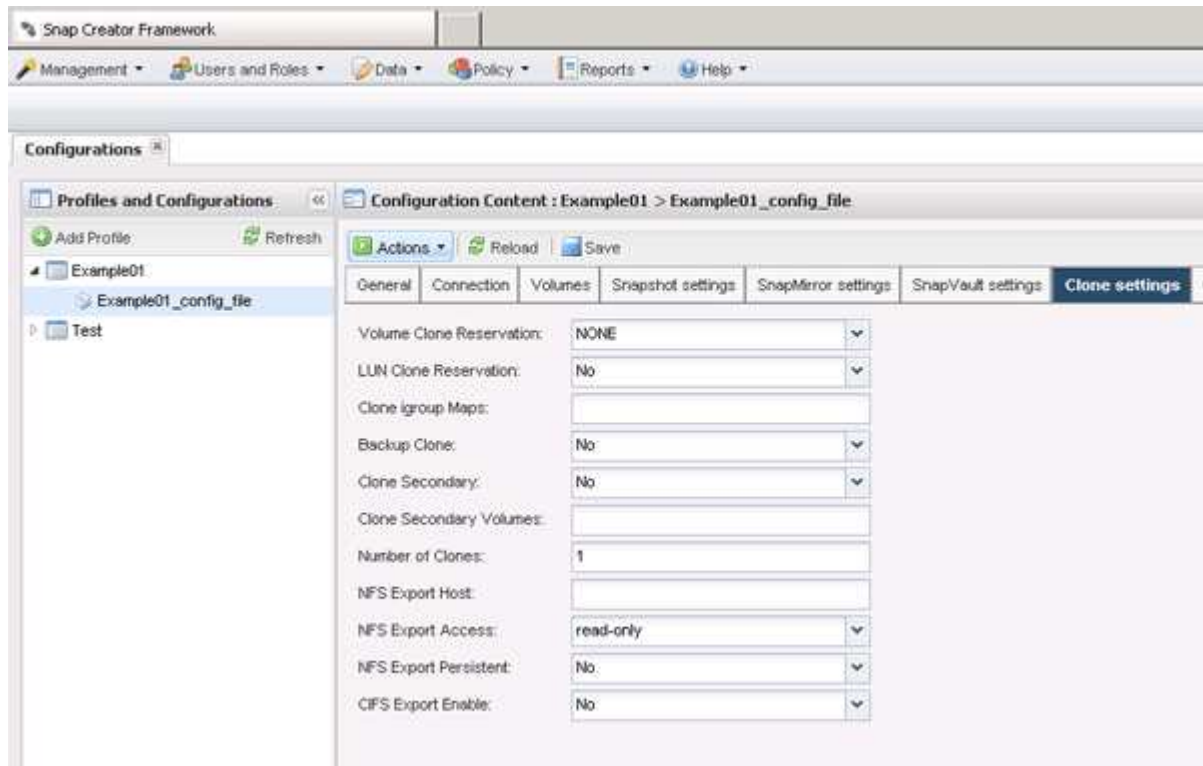 Snap Creator Framework
Management Users and Roles Data Policy Reports Help
Configurations
Profiles and Configurations
Configuration Content : Example01 > Example01_config_file
Add Profile Refresh
Actions Reload Save
Example01
Example01_config_file
Test
General Connection Volumes Snapshot settings SnapMirror settings SnapVault settings Clone settings
Volume Clone Reservation: NONE
LUN Clone Reservation: No
Clone igroup Maps:
Backup Clone: No
Clone Secondary: No
Clone Secondary Volumes:
Number of Clones: 1
NFS Export Host:
NFS Export Access: read-only
NFS Export Persistent: No
CIFS Export Enable: No